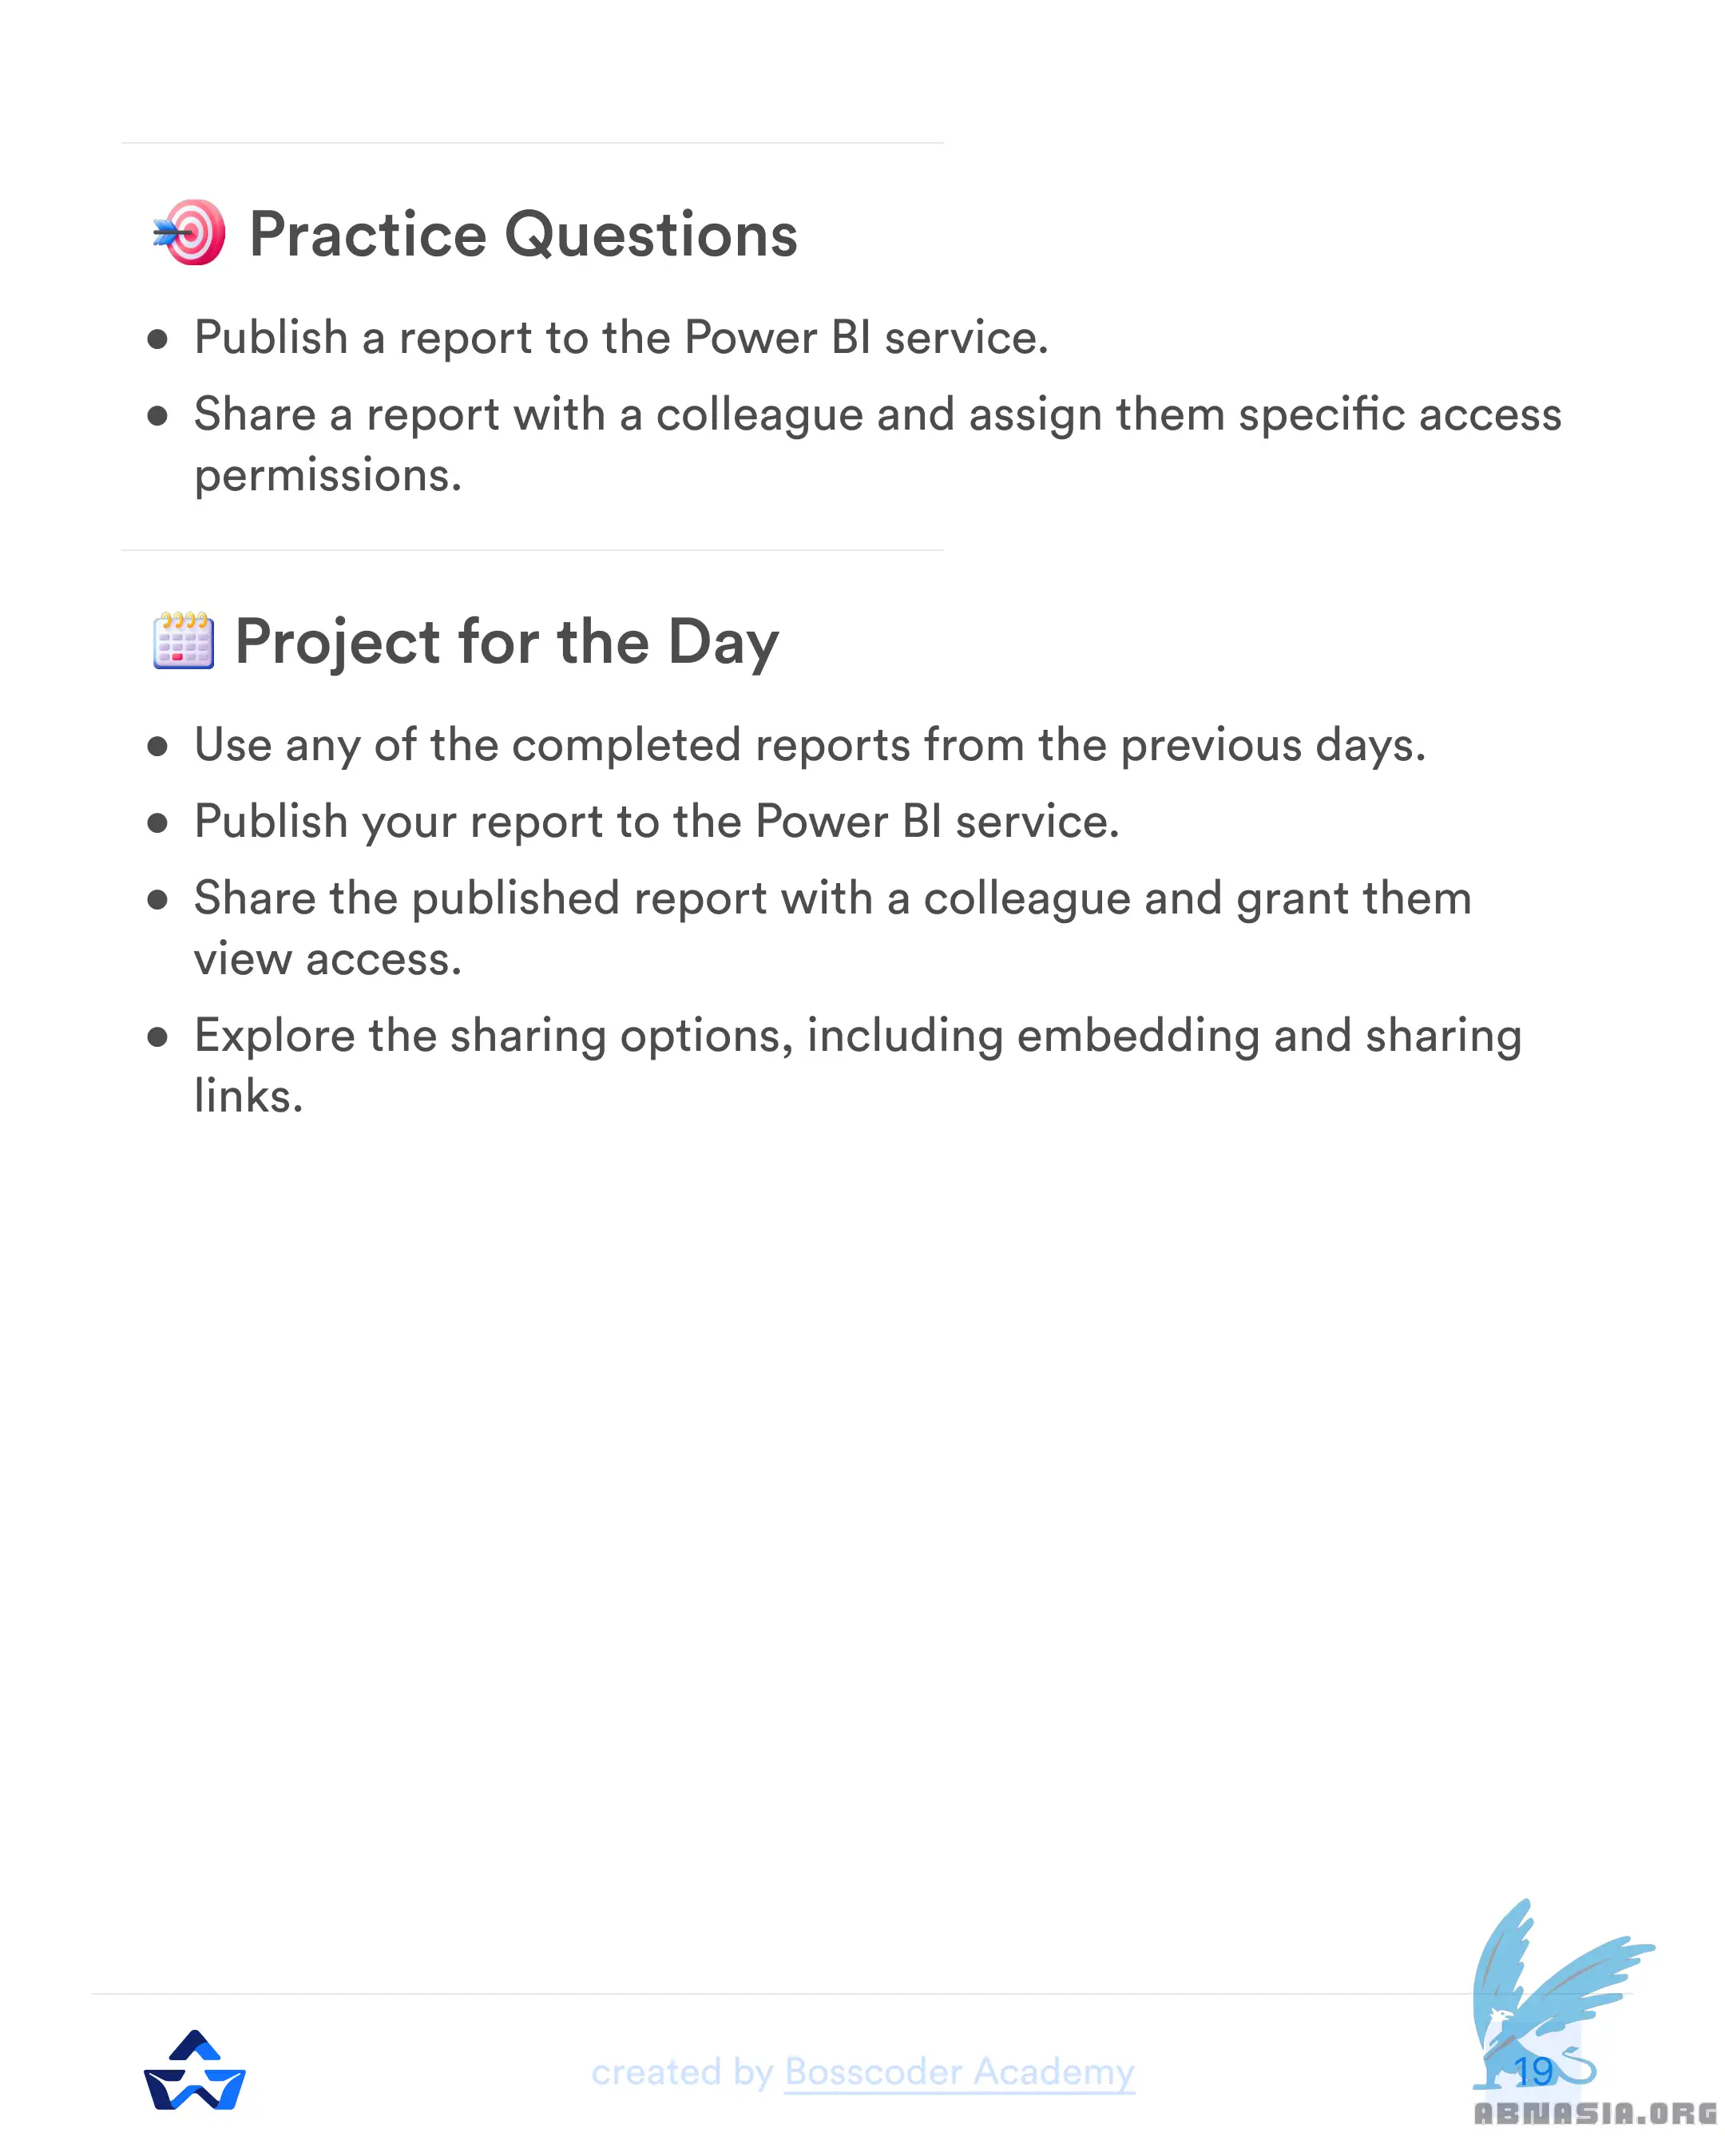 Practice Questions
● Publish a report to the Power BI service.
● Share a report with a colleague and assign them specific access
permissions.
Project for the Day
● Use any of the completed reports from the previous days.
● Publish your report to the Power BI service.
● Share the published report with a colleague and grant them
view access.
● Explore the sharing options, including embedding and sharing
links.
created by Bosscoder Academy
19
ABNASIA.ORG